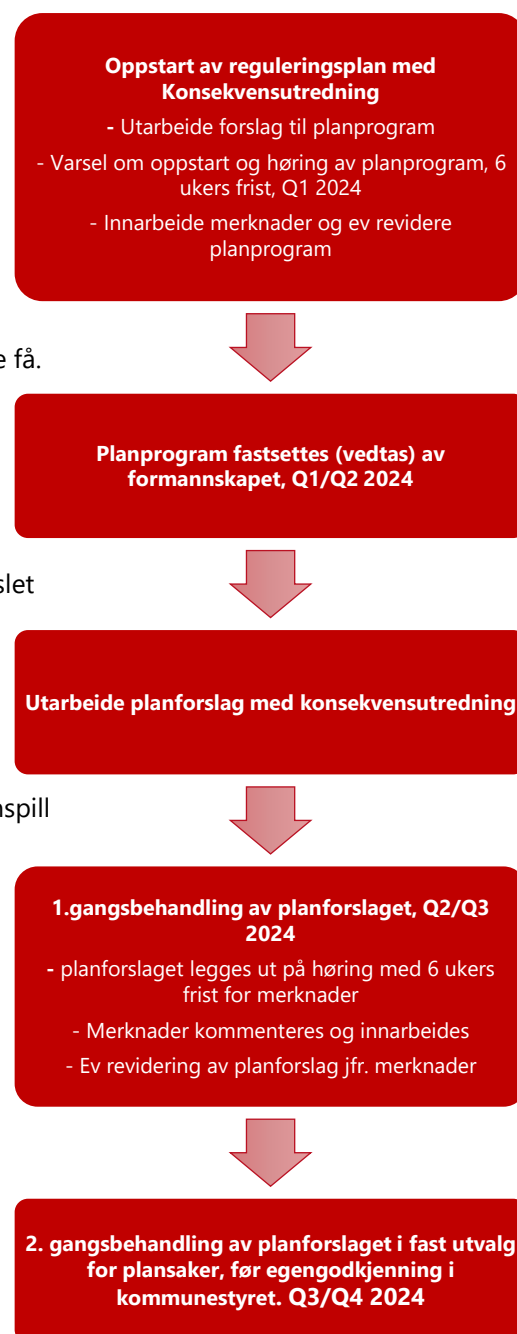 Oppstart av reguleringsplan med
Konsekvensutredning
- Utarbeide forslag til planprogram
- Varsel om oppstart og høring av planprogram, 6
ukers frist, Q1 2024
- Innarbeide merknader og ev revidere
planprogram
e få.
Planprogram fastsettes (vedtas) av
formannskapet, Q1/Q2 2024
slet
Utarbeide planforslag med konsekvensutredning
nspill
1.gangsbehandling av planforslaget, Q2/Q3
2024
- planforslaget legges ut på høring med 6 ukers
frist for merknader
- Merknader kommenteres og innarbeides
- Ev revidering av planforslag jfr. merknader
2. gangsbehandling av planforslaget i fast utvalg
for plansaker, før egengodkjenning i
kommunestyret. Q3/Q4 2024